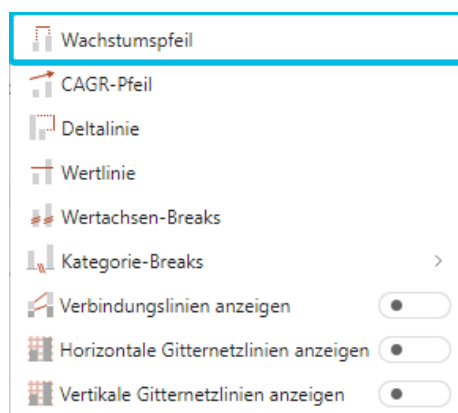 Wachstumspfeil
CAGR-Pfeil
Deltalinie
Wertlinie
Wertachsen-Breaks
Kategorie-Breaks
Verbindungslinien anzeigen
Horizontale Gitternetzlinien anzeigen
Vertikale Gitternetzlinien anzeigen